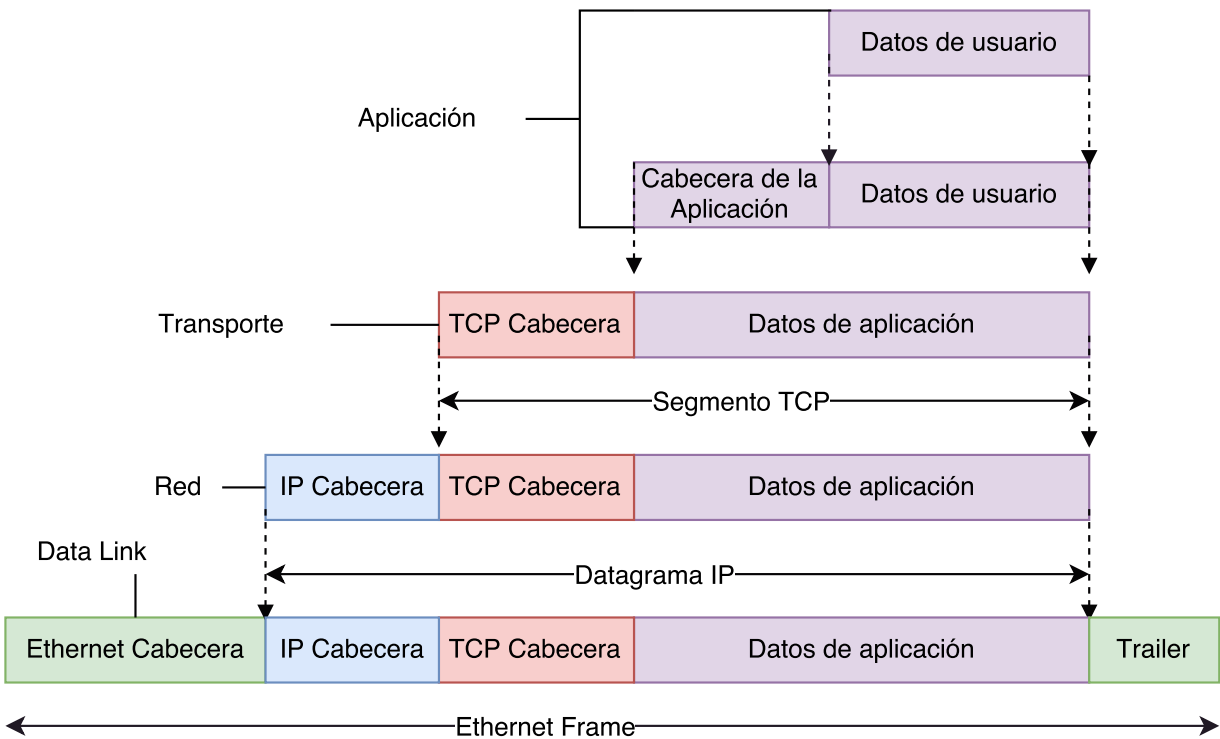 Datos de usuario
Aplicación
Cabecera de la
Aplicación
Datos de usuario
Transporte
TCP Cabecera
Datos de aplicación
Segmento TCP
Red
IP Cabecera
TCP Cabecera
Datos de aplicación
Data Link
Datagrama IP
Ethernet Cabecera
IP Cabecera
TCP Cabecera
Datos de aplicación
Trailer
Ethernet Frame